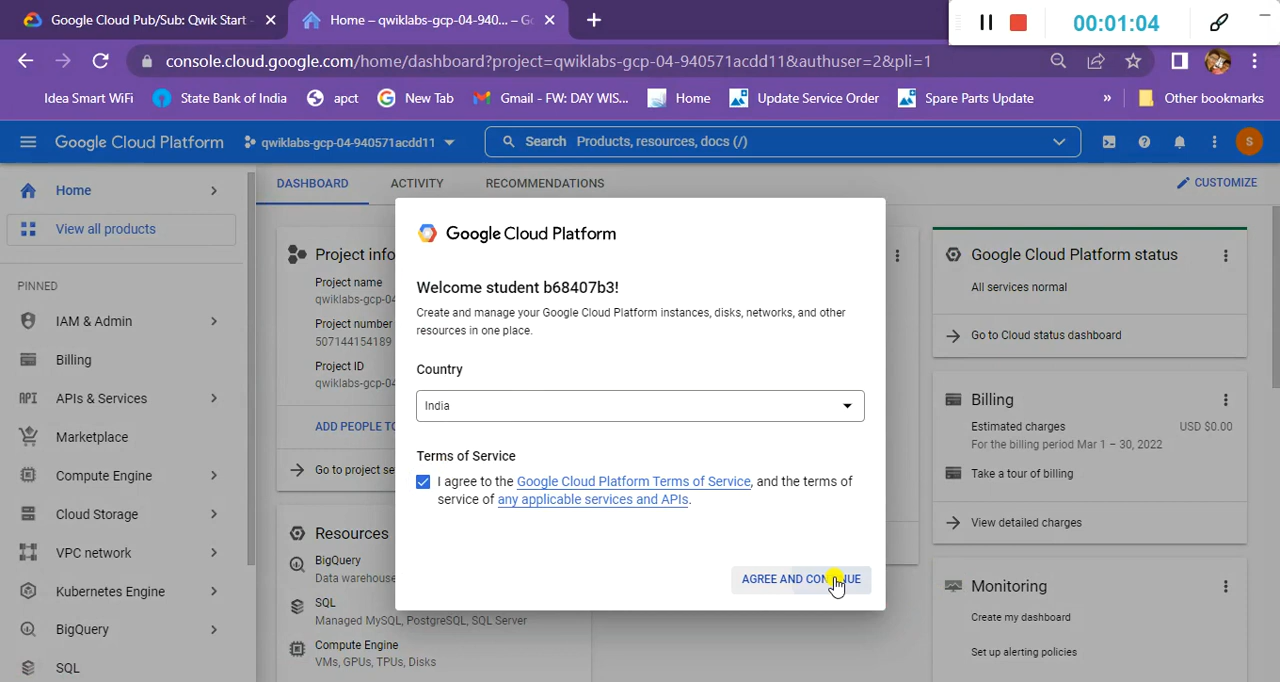 Google Cloud Pub/Sub: Qwik Start -
Home – qwiklabs-gcp-04-940... – Go
00:01:04
console.cloud.google.com/home/dashboard?project=qwiklabs-gcp-04-940571acdd11&authuser=2&pli=1
Idea Smart WiFi
State Bank of India
apct
New Tab
Gmail - FW: DAY WIS...
Home
Update Service Order
Spare Parts Update
»
Other bookmarks
Google Cloud Platform
qwiklabs-gcp-04-940571acdd11
Search Products, resources, docs (/)
S
Home
View all products
PINNED
IAM & Admin
Billing
API APIs & Services
Marketplace
Compute Engine
Cloud Storage
VPC network
Kubernetes Engine
BigQuery
SQL
DASHBOARD
ACTIVITY
RECOMMENDATIONS
CUSTOMIZE
Project info
Project name
qwiklabs-gcp-04
Project number
507144154189
Project ID
qwiklabs-gcp-04
ADD PEOPLE TO
Go to project se
Resources
BigQuery
Data warehouse
SQL
Managed MySQL, PostgreSQL, SQL Server
Compute Engine
VMs, GPUs, TPUs, Disks
Google Cloud Platform
Welcome student b68407b3!
Create and manage your Google Cloud Platform instances, disks, networks, and other
resources in one place.
Country
India
Terms of Service
I agree to the Google Cloud Platform Terms of Service, and the terms of
service of any applicable services and APIs.
AGREE AND CONTINUE
Google Cloud Platform status
All services normal
Go to Cloud status dashboard
Billing
Estimated charges USD $0.00
For the billing period Mar 1 – 30, 2022
Take a tour of billing
View detailed charges
Monitoring
Create my dashboard
Set up alerting policies